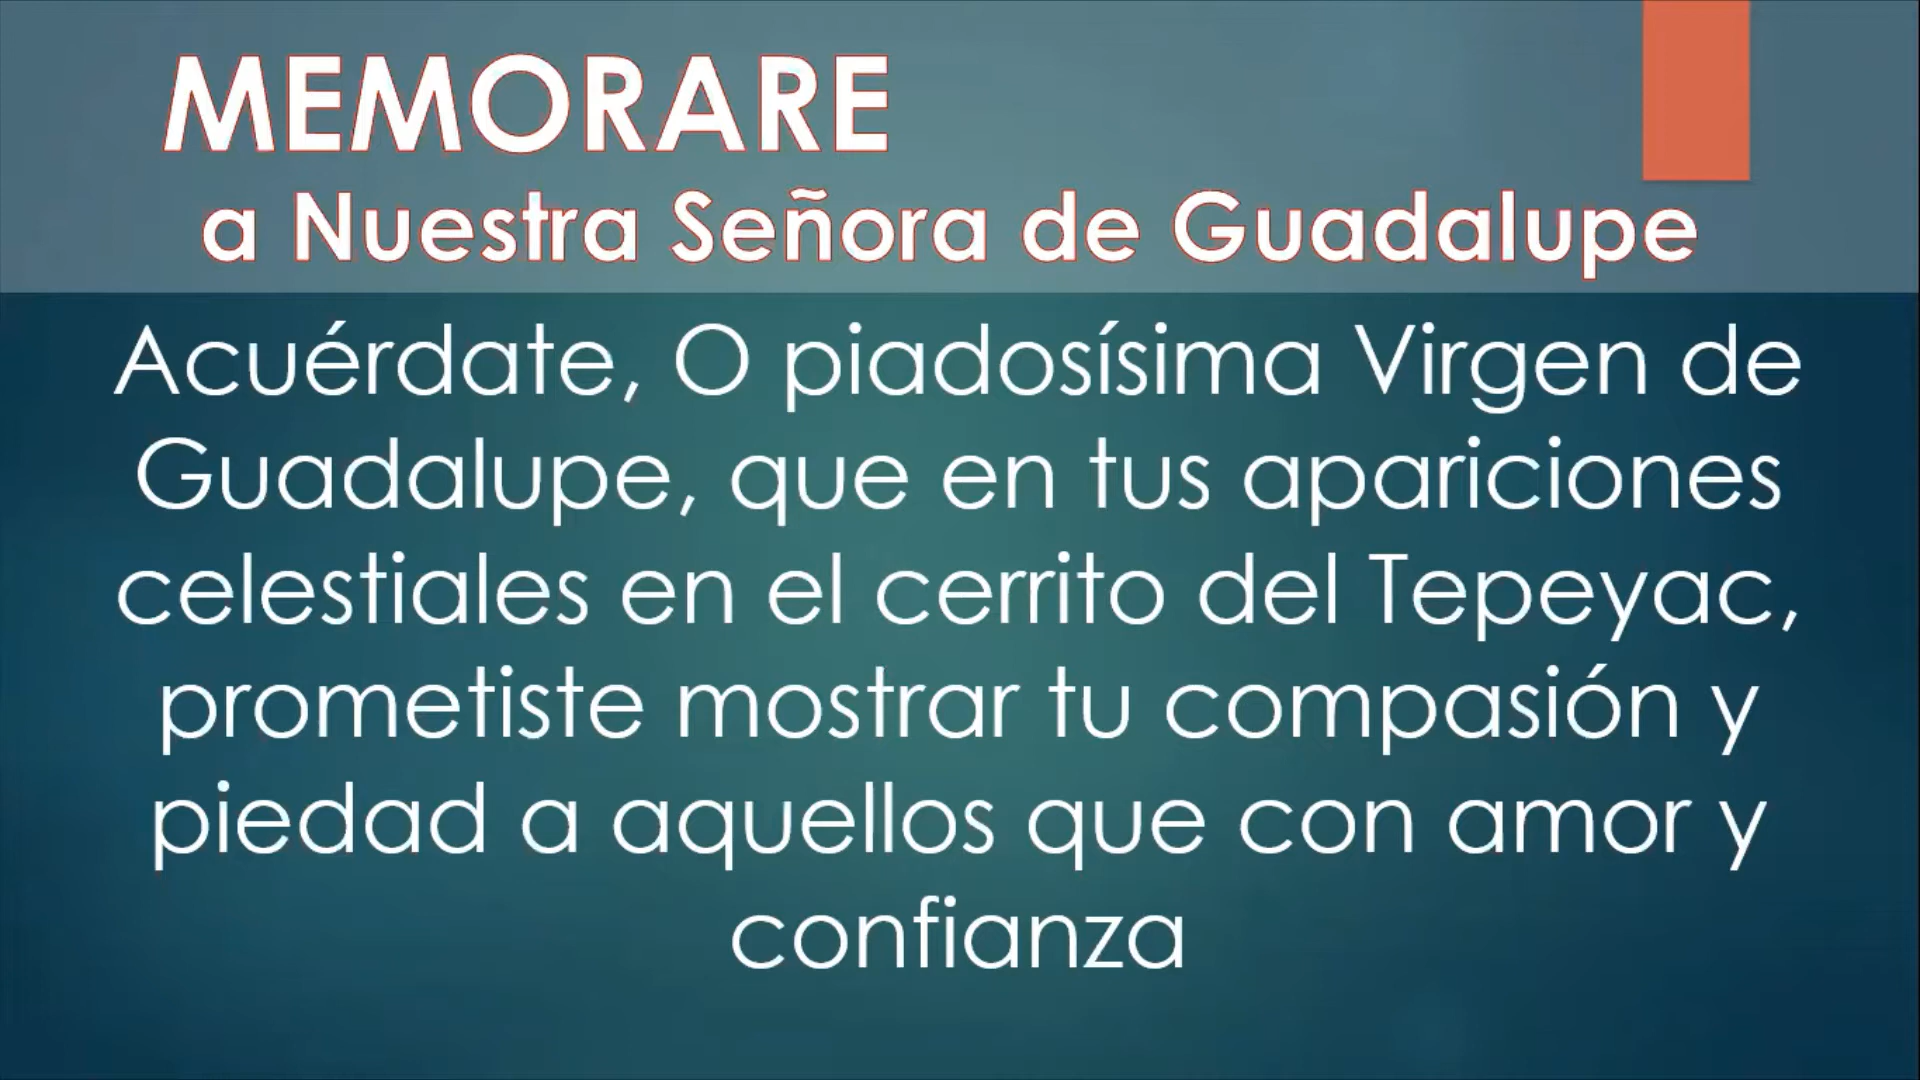 MEMORARE
a Nuestra Señora de Guadalupe
Acuérdate, O piadosísima Virgen de
Guadalupe, que en tus apariciones
celestiales en el cerrito del Tepeyac,
prometiste mostrar tu compasión y
piedad a aquellos que con amor y
confianza